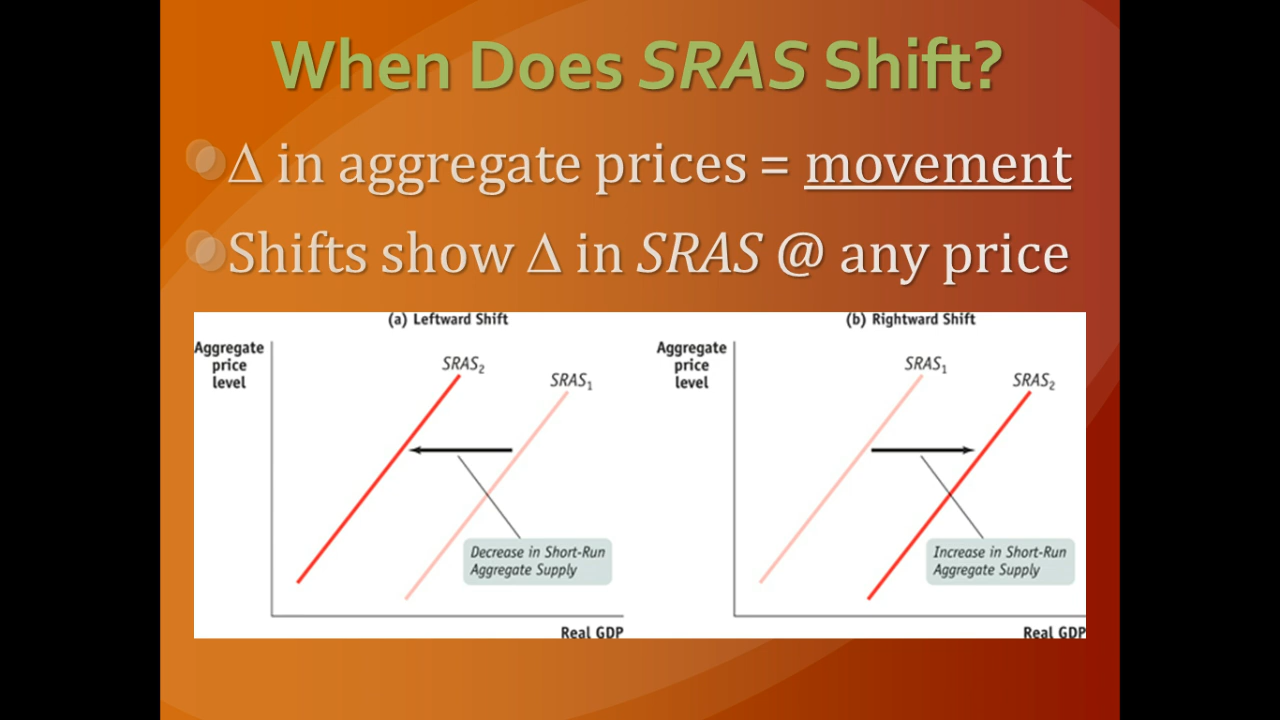 When Does SRAS Shift?
Δ in aggregate prices = movement
Shifts show Δ in SRAS @ any price
(a) Leftward Shift
Aggregate
price
level
SRAS₂
SRAS₁
Decrease in Short-Run
Aggregate Supply
Real GDP
(b) Rightward Shift
Aggregate
price
level
SRAS₁
SRAS₂
Increase in Short-Run
Aggregate Supply
Real GDP